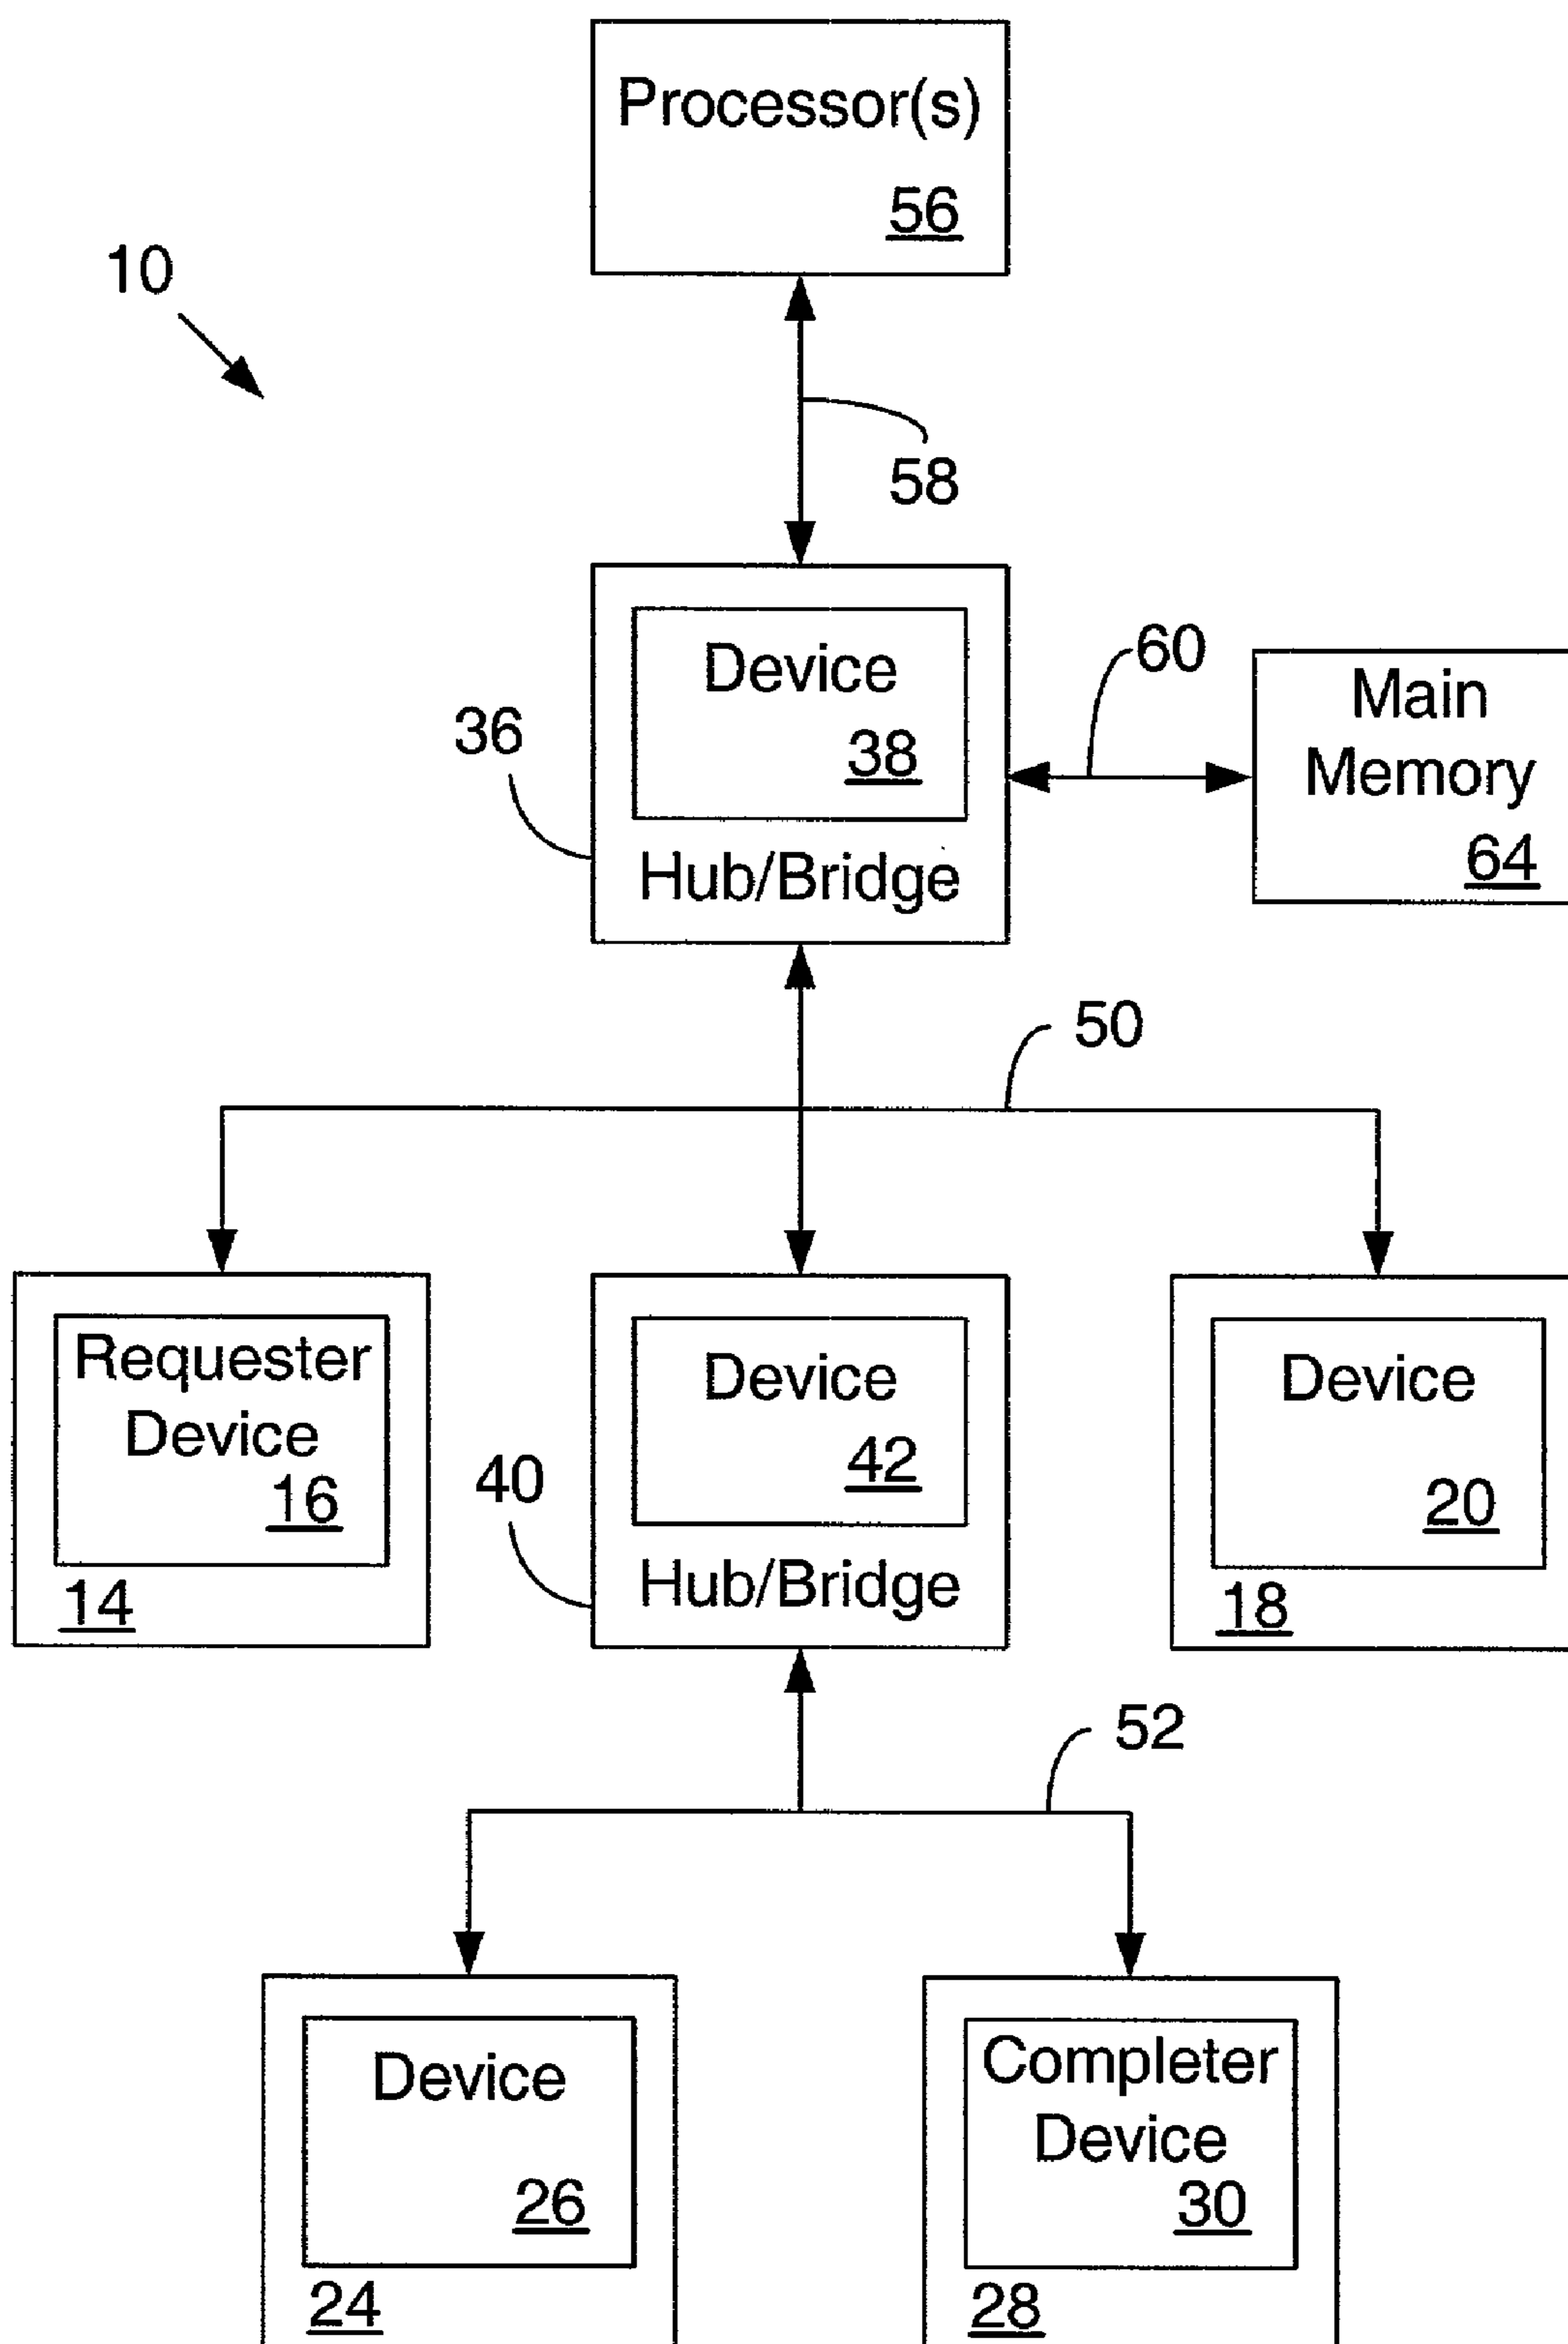 Processor(s)
56
10
58
Device
38
Hub/Bridge
36
60
Main
Memory
64
50
Requester
Device
16
14
Device
42
Hub/Bridge
40
Device
20
18
52
Device
26
24
Completer
Device
30
28